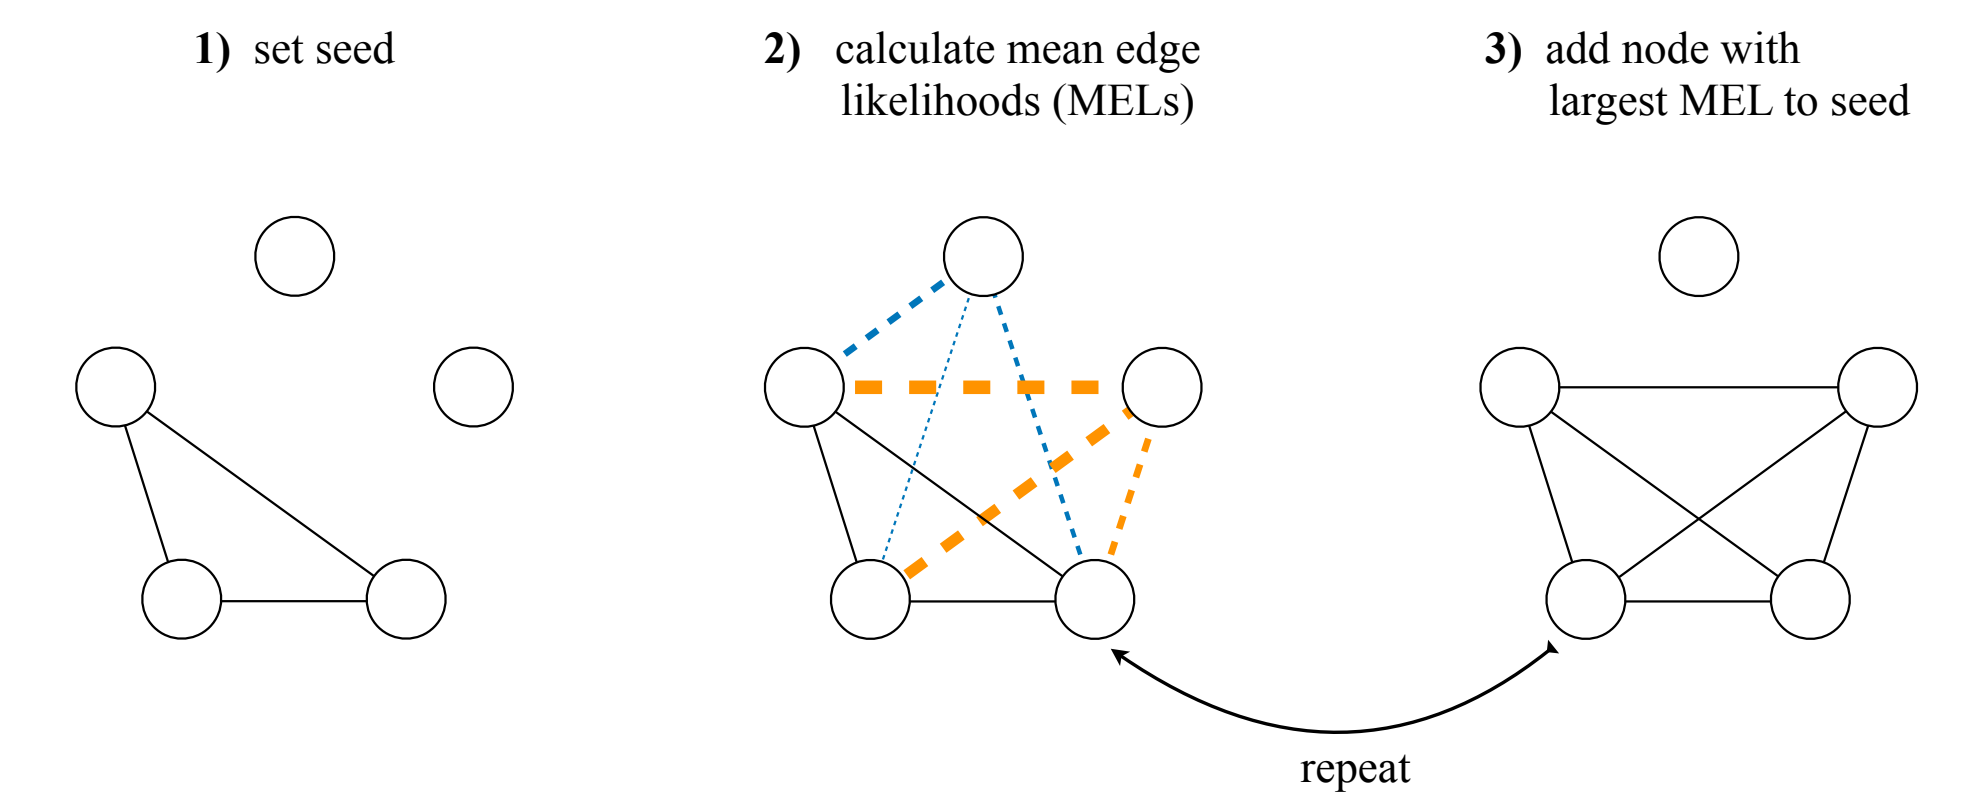 1) set seed
2) calculate mean edge
likelihoods (MELs)
3) add node with
largest MEL to seed
repeat